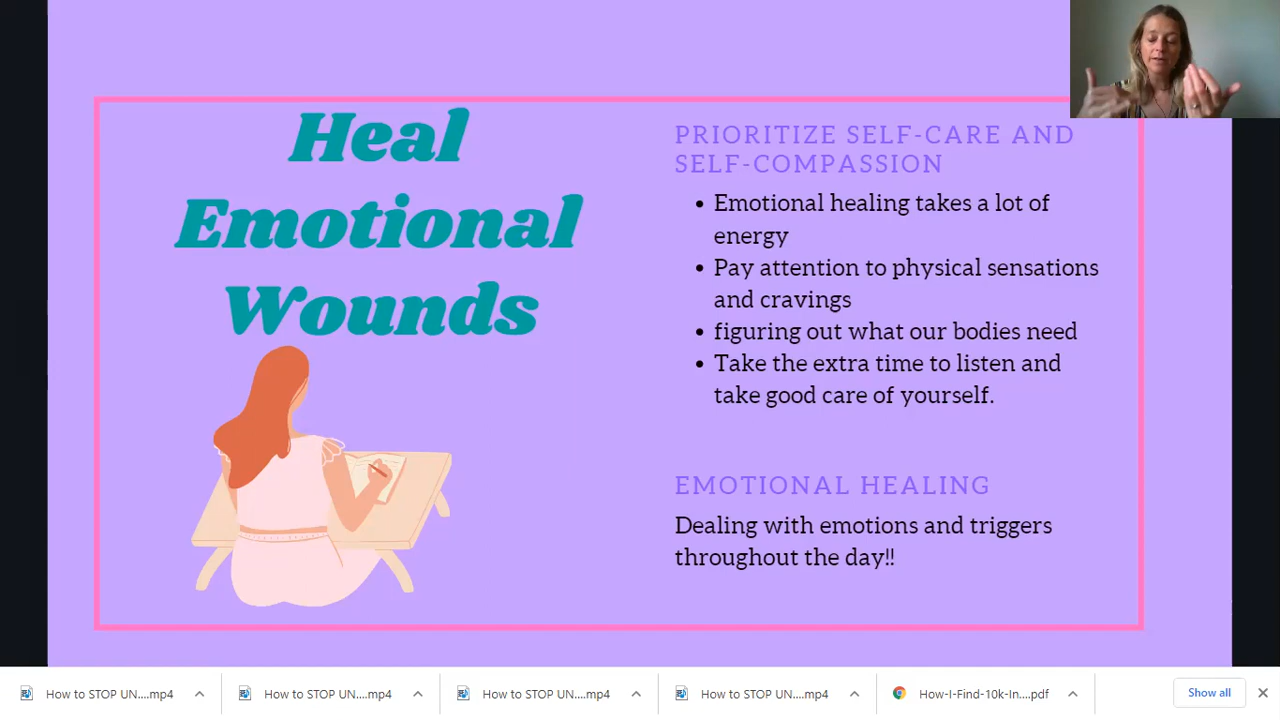 Heal
Emotional
Wounds
PRIORITIZE SELF-CARE AND
SELF-COMPASSION
• Emotional healing takes a lot of
energy
• Pay attention to physical sensations
and cravings
• figuring out what our bodies need
• Take the extra time to listen and
take good care of yourself.
EMOTIONAL HEALING
Dealing with emotions and triggers
throughout the day!!
How to STOP UN....mp4
How to STOP UN....mp4
How to STOP UN....mp4
How to STOP UN....mp4
How-I-Find-10k-In....pdf
Show all